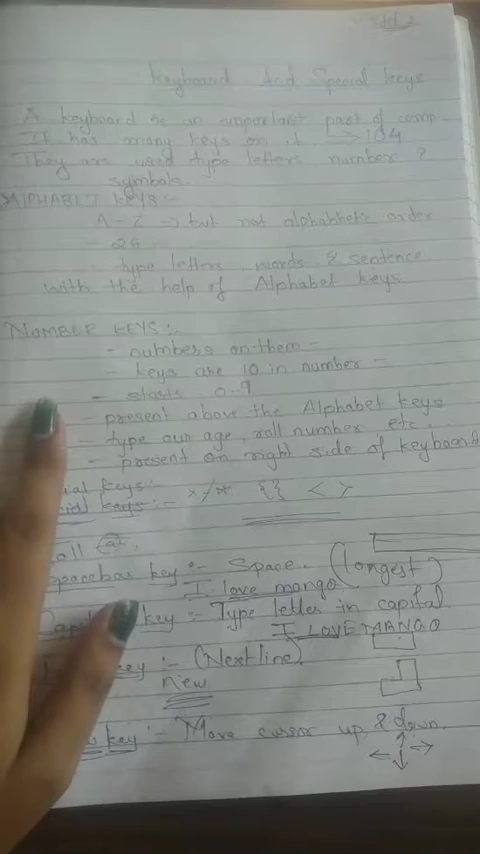 Keyboard And Special keys
A keyboard is an important part of comp
It has many keys on it → 104
They are used type letters, number &
symbols.
ALPHABET KEYS :-
A-Z → but not alphabhetic order
- 26
- type letters, words & sentence
with the help of Alphabet keys
NUMBER KEYS :-
- numbers on them -
- keys are 10 in number -
- starts 0-9
- present above the Alphabet keys
- type our age, roll number etc.
- present on right side of keyboard
ial keys:-
keys:- × / * {} < >
all @.
spacebar key :- Space. (longest)
I love mango
key :- Type letter in capital
I LOVE MANGO
key :- (Next line)
new
key :- Move cursor up & down.